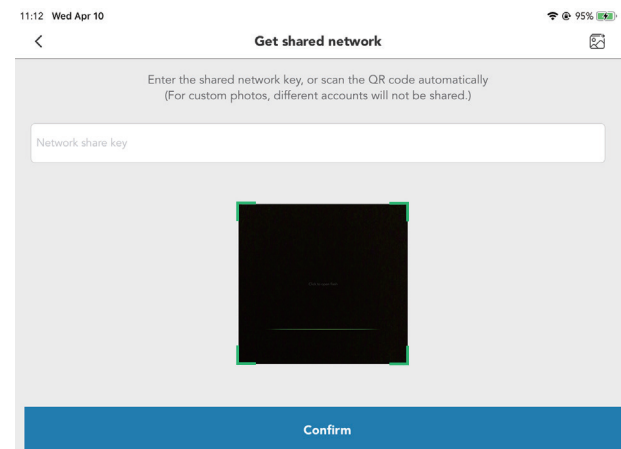 11:12 Wed Apr 10
95%
Get shared network
Enter the shared network key, or scan the QR code automatically
(For custom photos, different accounts will not be shared.)
Network share key
Confirm